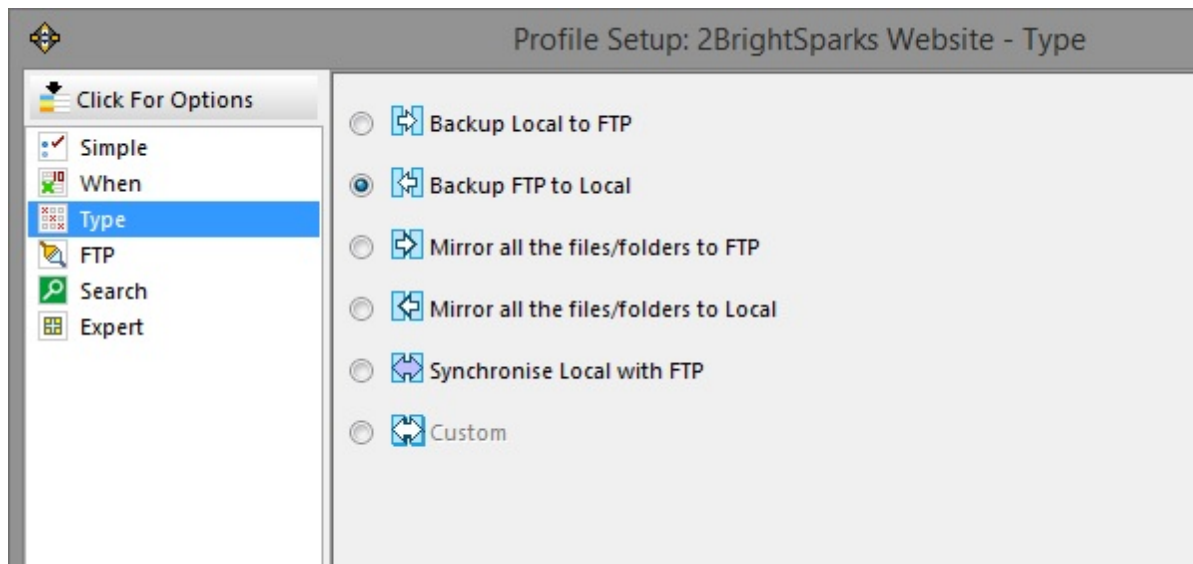 Profile Setup: 2BrightSparks Website - Type
Click For Options
Simple
When
Type
FTP
Search
Expert
Backup Local to FTP
Backup FTP to Local
Mirror all the files/folders to FTP
Mirror all the files/folders to Local
Synchronise Local with FTP
Custom